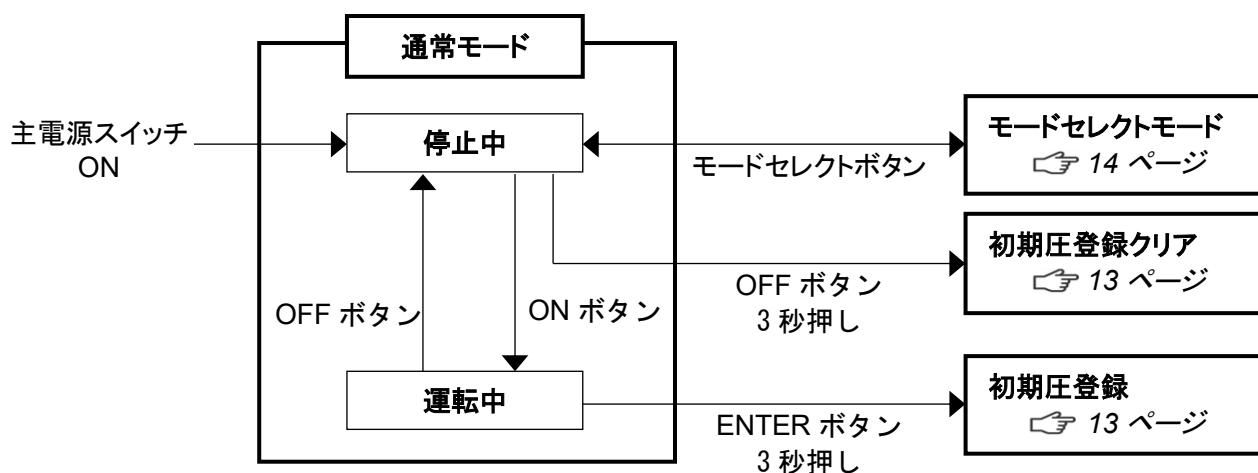 通常モード
主電源スイッチ
ON
停止中
モードセレクトボタン
モードセレクトモード
☞ 14 ページ
初期圧登録クリア
☞ 13 ページ
OFF ボタン
3 秒押し
OFF ボタン
ON ボタン
運転中
ENTER ボタン
3 秒押し
初期圧登録
☞ 13 ページ